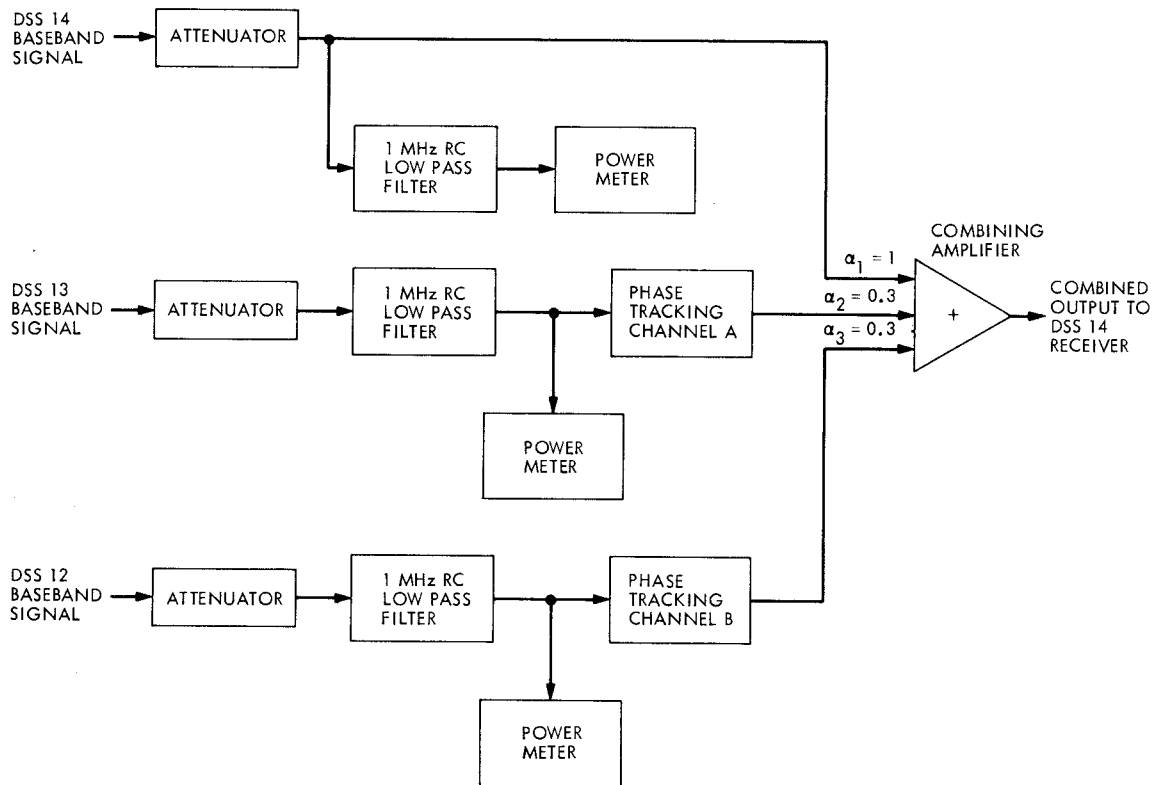 DSS 14
BASEBAND
SIGNAL
ATTENUATOR
1 MHz RC
LOW PASS
FILTER
POWER
METER
COMBINING
AMPLIFIER
α1 = 1
α2 = 0.3
α3 = 0.3
+
COMBINED
OUTPUT TO
DSS 14
RECEIVER
DSS 13
BASEBAND
SIGNAL
ATTENUATOR
1 MHz RC
LOW PASS
FILTER
PHASE
TRACKING
CHANNEL A
POWER
METER
DSS 12
BASEBAND
SIGNAL
ATTENUATOR
1 MHz RC
LOW PASS
FILTER
PHASE
TRACKING
CHANNEL B
POWER
METER